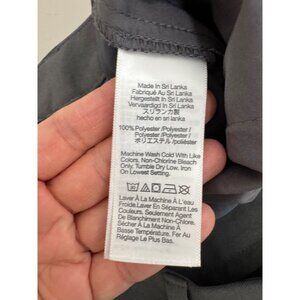 Made In Sri Lanka
Fabriqué Au Sri Lanka
Hergestellt In Sri Lanka
Vervaardigd In Sri Lanka
スリランカ製
hecho en sri lanka
100% Polyester /Polyester /
Polyester /Polyester /
ポリエステル /poliéster
Machine Wash Cold With Like
Colors, Non-Chlorine Bleach
Only, Tumble Dry Low, Iron
on Lowest Setting
Laver À La Machine À L'eau
Froide Laver En Séparant Les
Couleurs, Seulement Agent
De Blanchiment Non-Chloré,
Sécher À La Machine À
Basse Température, Fer Au
Réglage Le Plus Bas.